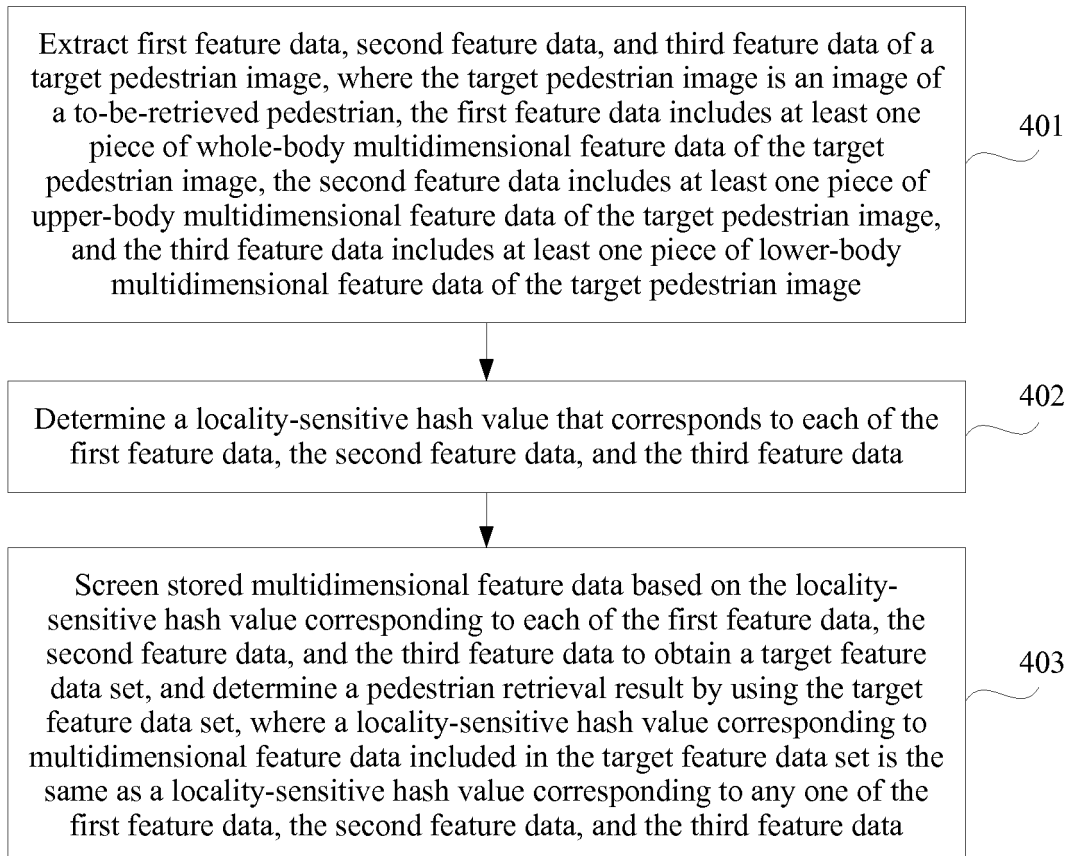 Extract first feature data, second feature data, and third feature data of a
target pedestrian image, where the target pedestrian image is an image of
a to-be-retrieved pedestrian, the first feature data includes at least one
piece of whole-body multidimensional feature data of the target
pedestrian image, the second feature data includes at least one piece of
upper-body multidimensional feature data of the target pedestrian image,
and the third feature data includes at least one piece of lower-body
multidimensional feature data of the target pedestrian image
401
Determine a locality-sensitive hash value that corresponds to each of the
first feature data, the second feature data, and the third feature data
402
Screen stored multidimensional feature data based on the locality-
sensitive hash value corresponding to each of the first feature data, the
second feature data, and the third feature data to obtain a target feature
data set, and determine a pedestrian retrieval result by using the target
feature data set, where a locality-sensitive hash value corresponding to
multidimensional feature data included in the target feature data set is the
same as a locality-sensitive hash value corresponding to any one of the
first feature data, the second feature data, and the third feature data
403